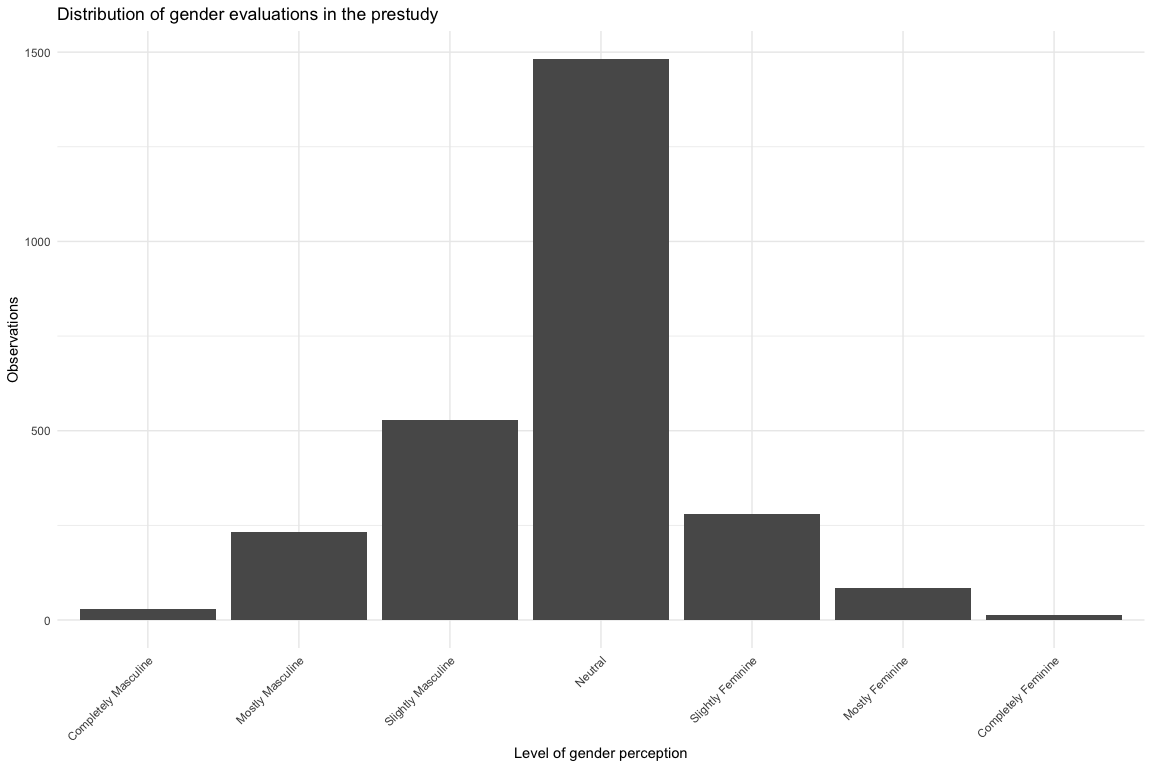 Distribution of gender evaluations in the prestudy
1500
1000
500
0
Observations
Completely Masculine
Mostly Masculine
Slightly Masculine
Neutral
Slightly Feminine
Mostly Feminine
Completely Feminine
Level of gender perception